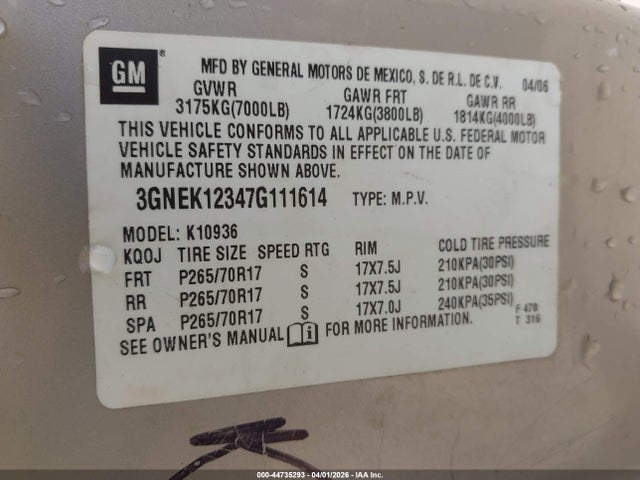 GM
MFD BY GENERAL MOTORS DE MEXICO, S. DE R.L. DE C.V. 04/06
GVWR GAWR FRT GAWR RR
3175KG(7000LB) 1724KG(3800LB) 1814KG(4000LB)
THIS VEHICLE CONFORMS TO ALL APPLICABLE U.S. FEDERAL MOTOR
VEHICLE SAFETY STANDARDS IN EFFECT ON THE DATE OF
MANUFACTURE SHOWN ABOVE.
3GNEK12347G111614 TYPE: M.P.V.
MODEL: K10936
KQOJ TIRE SIZE SPEED RTG RIM COLD TIRE PRESSURE
FRT P265/70R17 S 17X7.5J 210KPA(30PSI)
RR P265/70R17 S 17X7.5J 210KPA(30PSI)
SPA P265/70R17 S 17X7.0J 240KPA(35PSI)
F 470
T 316
SEE OWNER'S MANUAL FOR MORE INFORMATION.
000-44735293 - 04/01/2026 - IAA Inc.